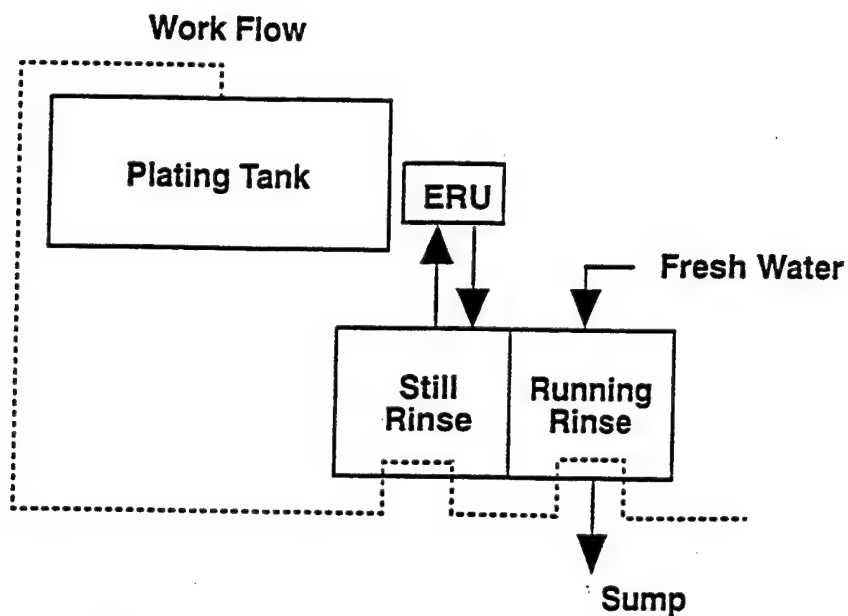 Work Flow
Plating Tank
ERU
Fresh Water
Still
Rinse
Running
Rinse
Sump